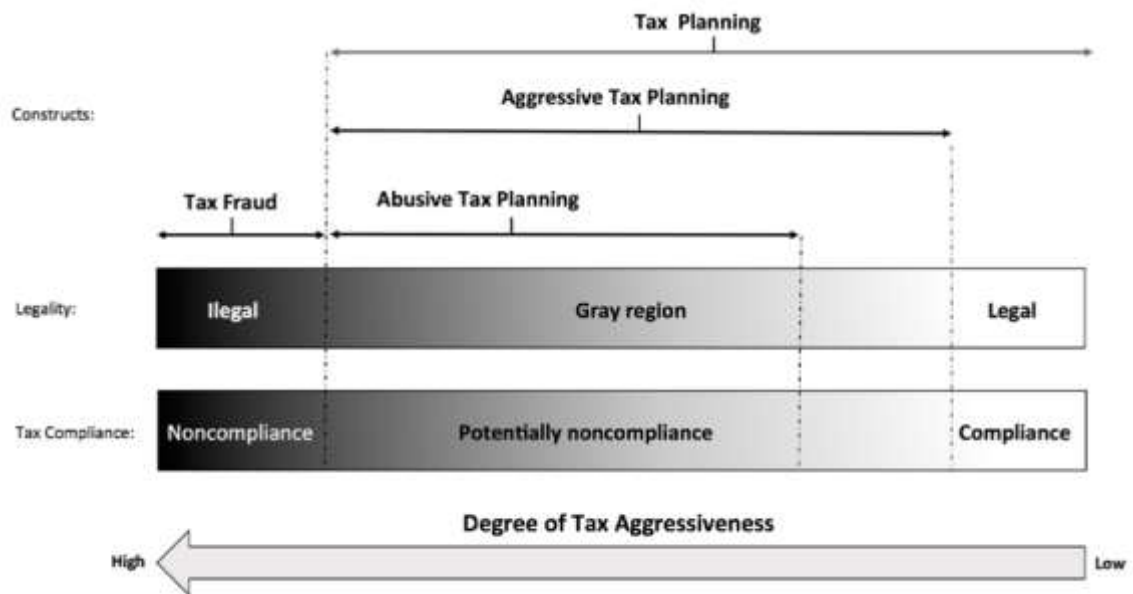 Tax Planning
Aggressive Tax Planning
Constructs:
Tax Fraud
Abusive Tax Planning
Legality:
Ilegal
Gray region
Legal
Tax Compliance:
Noncompliance
Potentially noncompliance
Compliance
Degree of Tax Aggressiveness
High
Low